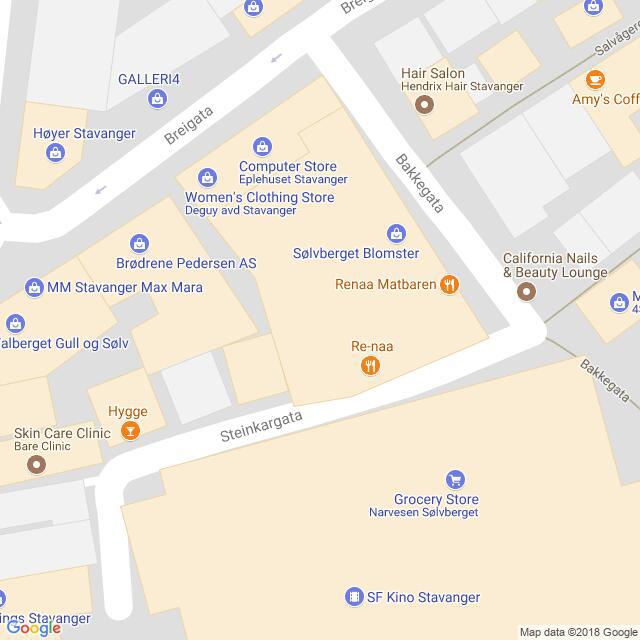 Breigata
GALLERI4
Hair Salon
Hendrix Hair Stavanger
Amy's Coff
Høyer Stavanger
Breigata
Computer Store
Eplehuset Stavanger
Bakkegata
Women's Clothing Store
Deguy avd Stavanger
Sølvberget Blomster
Brødrene Pedersen AS
California Nails
& Beauty Lounge
MM Stavanger Max Mara
Renaa Matbaren
alberget Gull og Sølv
Re-naa
Bakkegata
Hygge
Steinkargata
Skin Care Clinic
Bare Clinic
Grocery Store
Narvesen Sølvberget
SF Kino Stavanger
ings Stavanger
Google
Map data ©2018 Google